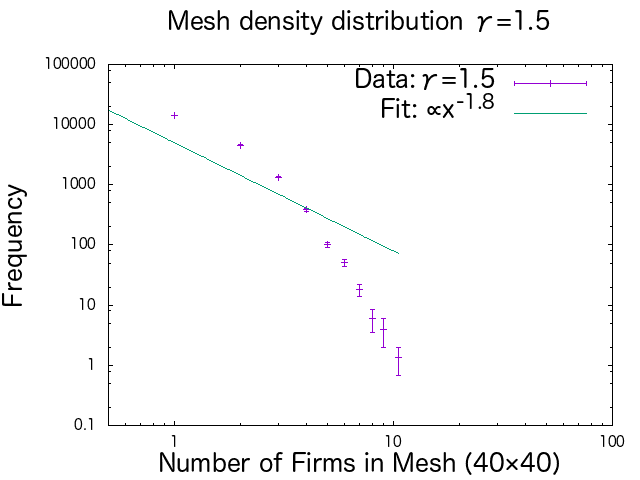 Mesh density distribution r=1.5
Data: r=1.5
Fit: ∝x^-1.8
100000
10000
1000
100
10
1
0.1
Frequency
1 10 100
Number of Firms in Mesh (40×40)